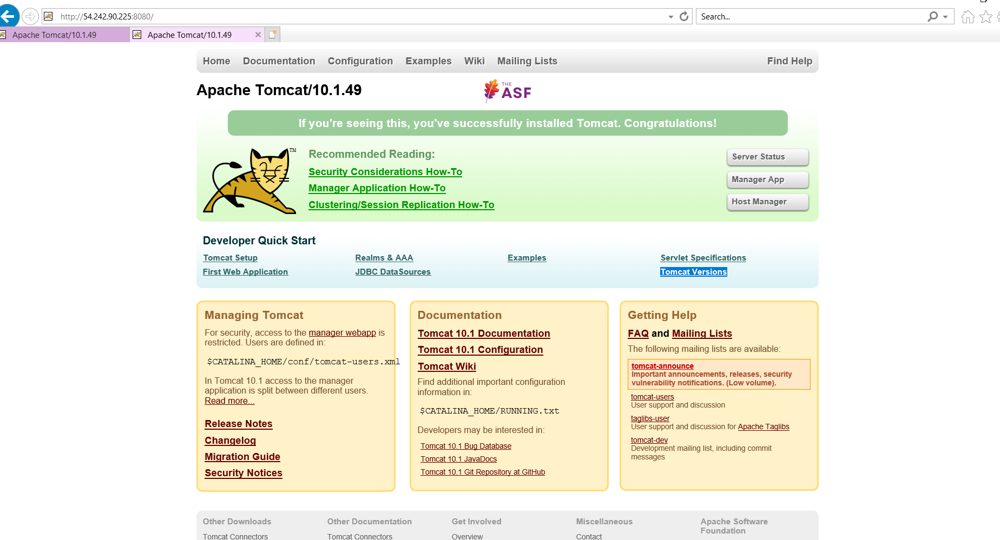 http://54.242.90.225:8080/
Search...
Apache Tomcat/10.1.49
Apache Tomcat/10.1.49
Home Documentation Configuration Examples Wiki Mailing Lists Find Help
Apache Tomcat/10.1.49
THE
ASF
If you're seeing this, you've successfully installed Tomcat. Congratulations!
TM
Recommended Reading:
Security Considerations How-To
Manager Application How-To
Clustering/Session Replication How-To
Server Status
Manager App
Host Manager
Developer Quick Start
Tomcat Setup
First Web Application
Realms & AAA
JDBC DataSources
Examples
Servlet Specifications
Tomcat Versions
Managing Tomcat
For security, access to the manager webapp is
restricted. Users are defined in:
$CATALINA_HOME/conf/tomcat-users.xml
In Tomcat 10.1 access to the manager
application is split between different users.
Read more...
Release Notes
Changelog
Migration Guide
Security Notices
Documentation
Tomcat 10.1 Documentation
Tomcat 10.1 Configuration
Tomcat Wiki
Find additional important configuration
information in:
$CATALINA_HOME/RUNNING.txt
Developers may be interested in:
Tomcat 10.1 Bug Database
Tomcat 10.1 JavaDocs
Tomcat 10.1 Git Repository at GitHub
Getting Help
FAQ and Mailing Lists
The following mailing lists are available:
tomcat-announce
Important announcements, releases, security
vulnerability notifications. (Low volume).
tomcat-users
User support and discussion
taglibs-user
User support and discussion for Apache Taglibs
tomcat-dev
Development mailing list, including commit
messages
Other Downloads
Tomcat Connectors
Other Documentation
Tomcat Connectors
Get Involved
Overview
Miscellaneous
Contact
Apache Software
Foundation